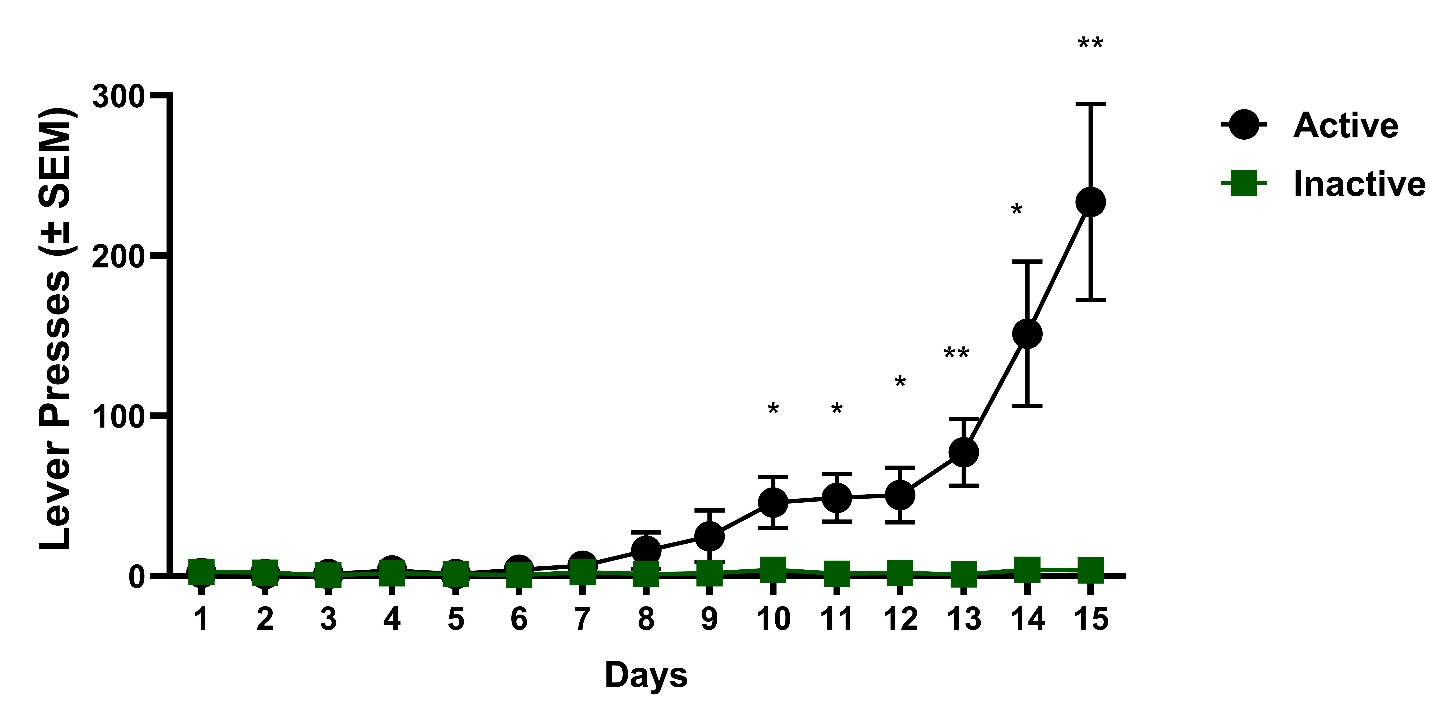 **
300
Active
Inactive
*
200
**
*
* *
100
0
1 2 3 4 5 6 7 8 9 10 11 12 13 14 15
Days
Lever Presses (± SEM)